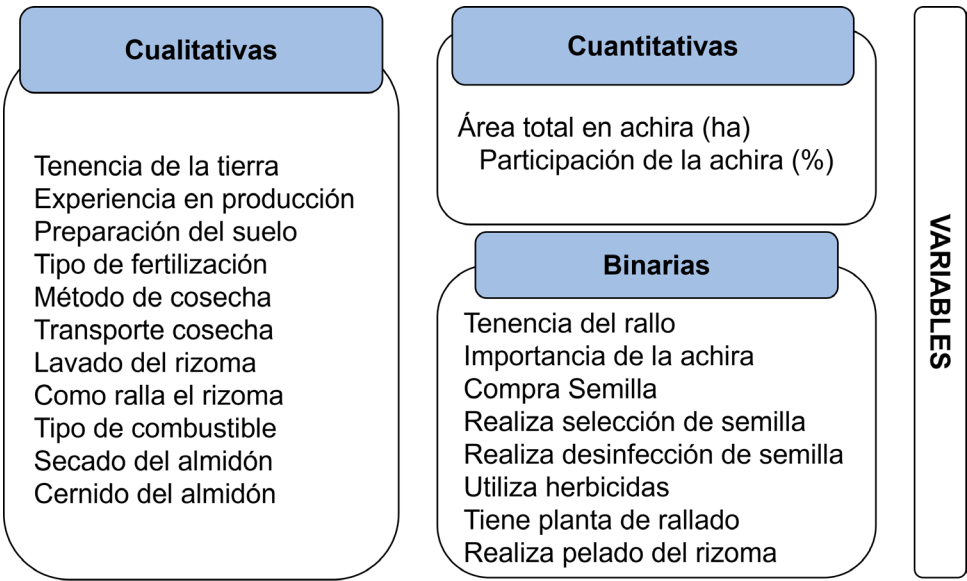 Cualitativas
Tenencia de la tierra
Experiencia en producción
Preparación del suelo
Tipo de fertilización
Método de cosecha
Transporte cosecha
Lavado del rizoma
Como ralla el rizoma
Tipo de combustible
Secado del almidón
Cernido del almidón
Cuantitativas
Área total en achira (ha)
Participación de la achira (%)
Binarias
Tenencia del rallo
Importancia de la achira
Compra Semilla
Realiza selección de semilla
Realiza desinfección de semilla
Utiliza herbicidas
Tiene planta de rallado
Realiza pelado del rizoma
VARIABLES